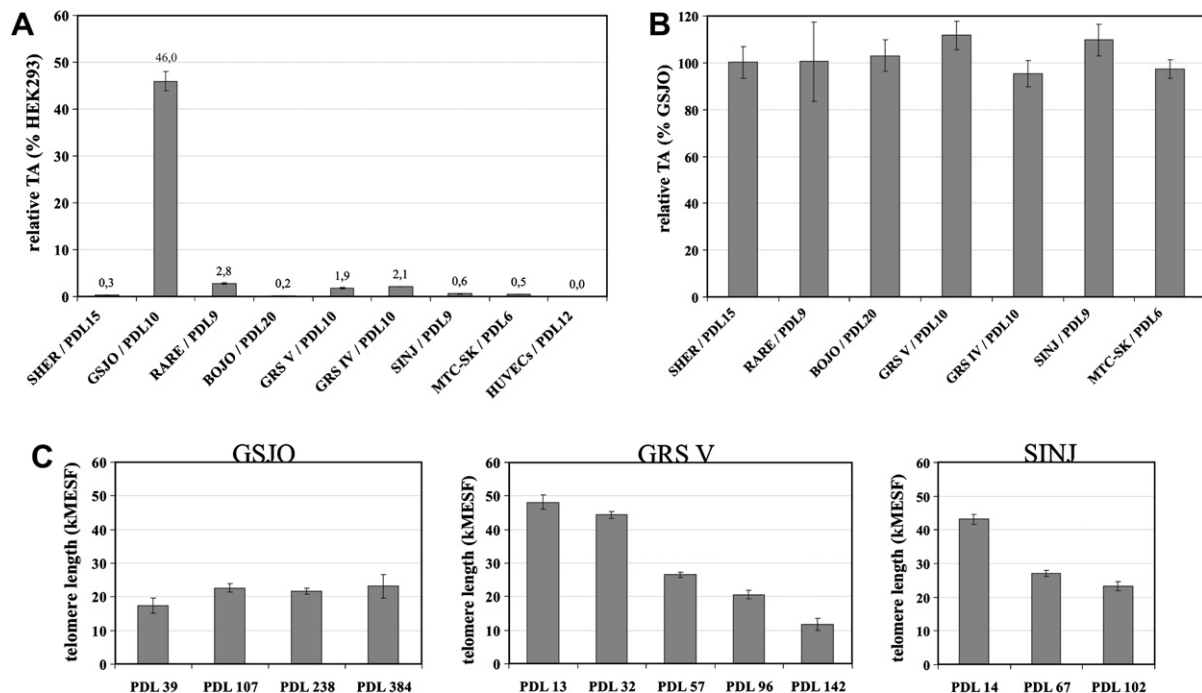 A
relative TA (% HEK293)
60
50
40
30
20
10
0
0,3
46,0
2,8
0,2
1,9
2,1
0,6
0,5
0,0
SHER / PDL15
GSJO / PDL10
RARE / PDL9
BOJO / PDL20
GRS V / PDL10
GRS IV / PDL10
SINJ / PDL9
MTC-SK / PDL6
HUVECs / PDL12
B
relative TA (% GSJO)
120
100
80
60
40
20
0
SHER / PDL15
RARE / PDL9
BOJO / PDL20
GRS V / PDL10
GRS IV / PDL10
SINJ / PDL9
MTC-SK / PDL6
C
GSJO
telomere length (kMESF)
60
50
40
30
20
10
0
PDL 39
PDL 107
PDL 238
PDL 384
GRS V
telomere length (kMESF)
60
50
40
30
20
10
0
PDL 13
PDL 32
PDL 57
PDL 96
PDL 142
SINJ
telomere length (kMESF)
60
50
40
30
20
10
0
PDL 14
PDL 67
PDL 102